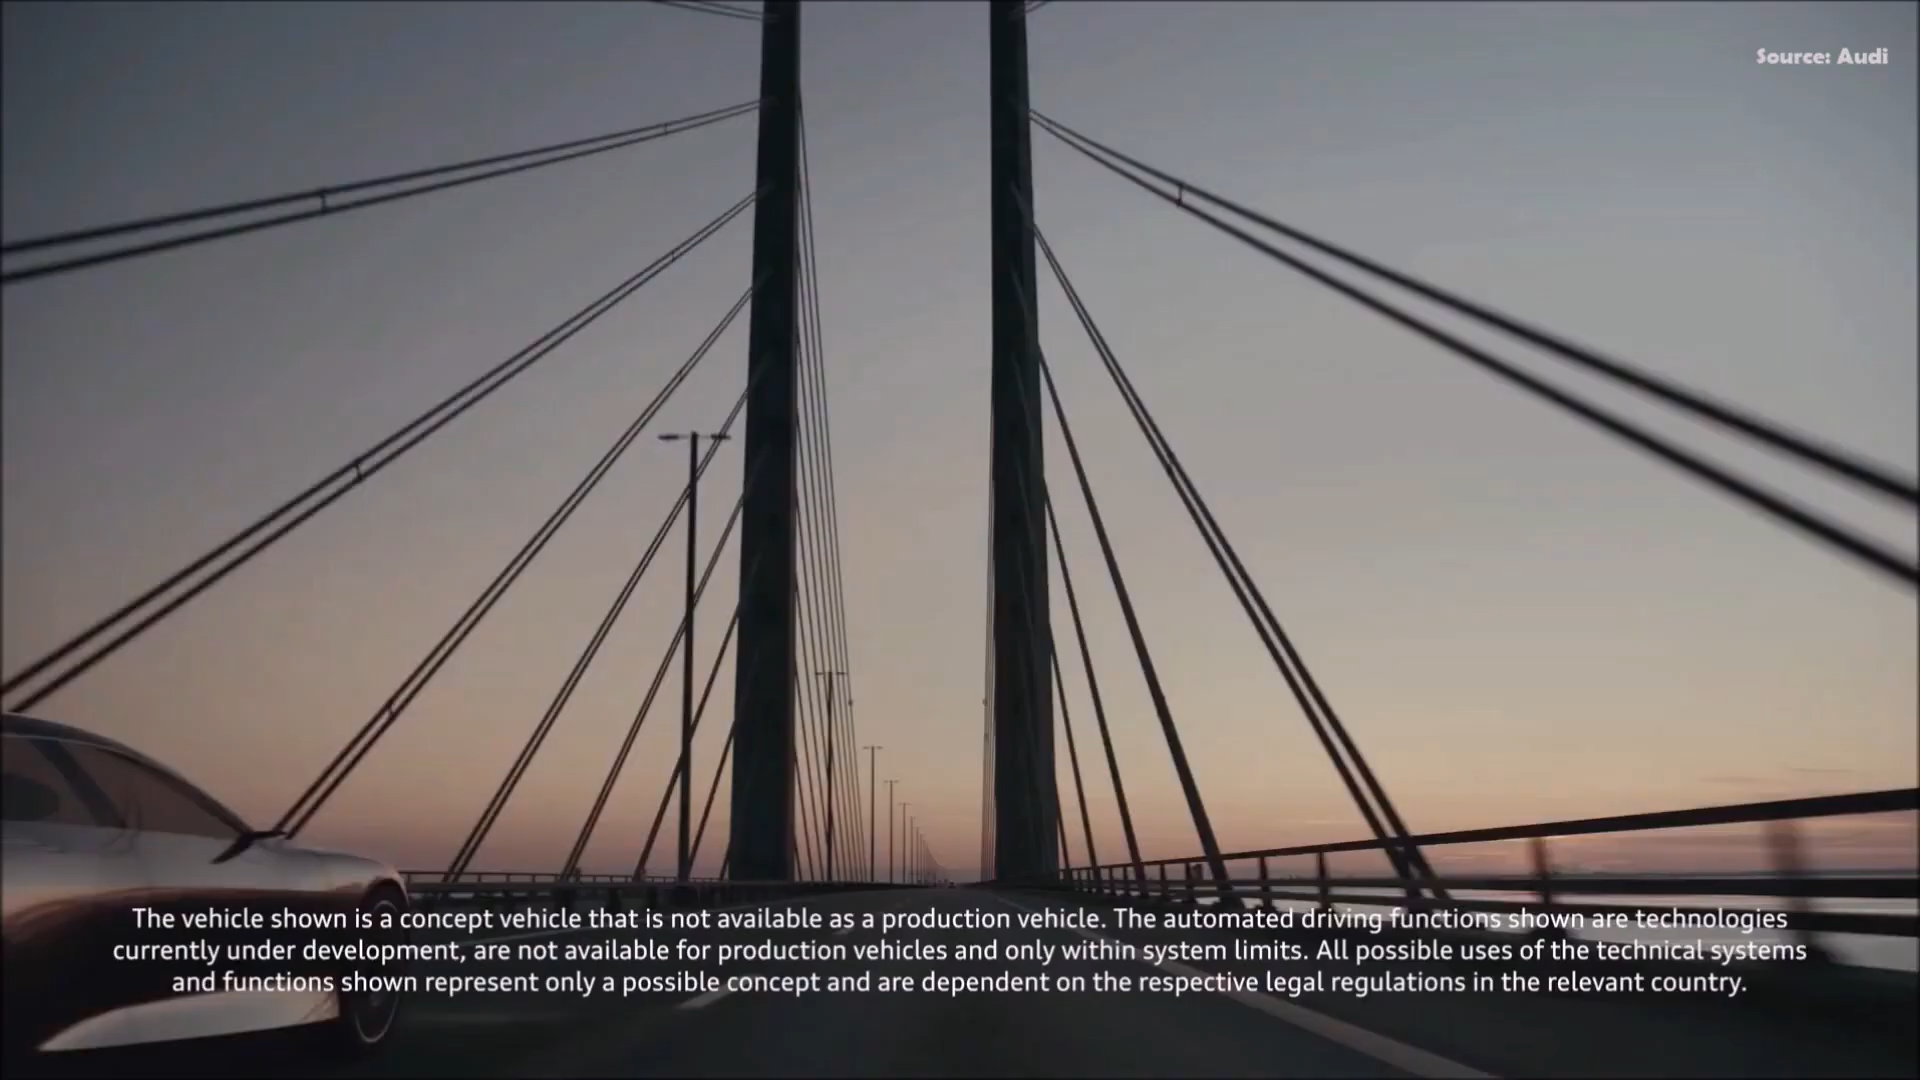 Source: Audi
The vehicle shown is a concept vehicle that is not available as a production vehicle. The automated driving functions shown are technologies
currently under development, are not available for production vehicles and only within system limits. All possible uses of the technical systems
and functions shown represent only a possible concept and are dependent on the respective legal regulations in the relevant country.